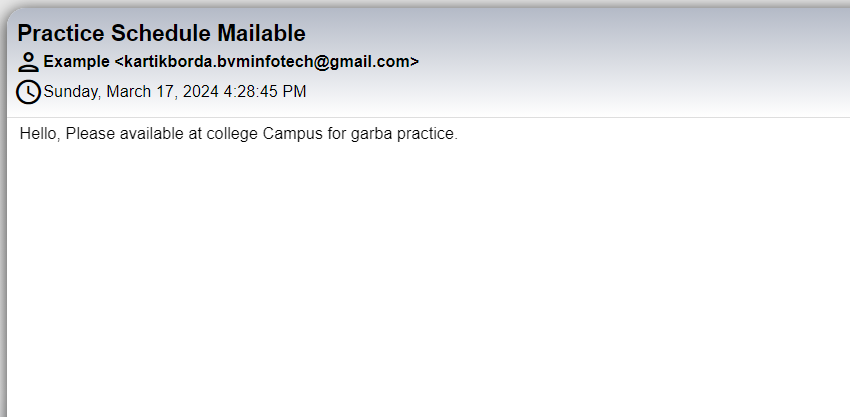 Practice Schedule Mailable
Example <kartikborda.bvminfotech@gmail.com>
Sunday, March 17, 2024 4:28:45 PM
Hello, Please available at college Campus for garba practice.